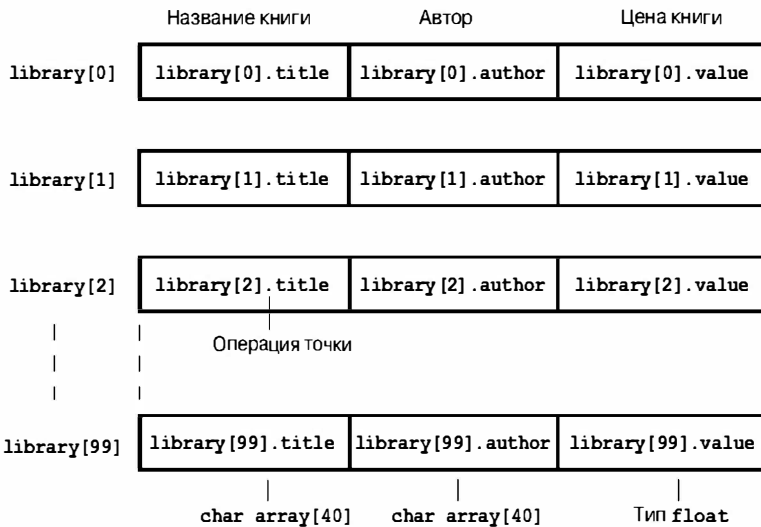 Название книги Автор Цена книги
library[0] library[0].title library[0].author library[0].value
library[1] library[1].title library[1].author library[1].value
library[2] library[2].title library[2].author library[2].value
Операция точки
library[99] library[99].title library[99].author library[99].value
char array[40] char array[40] Тип float